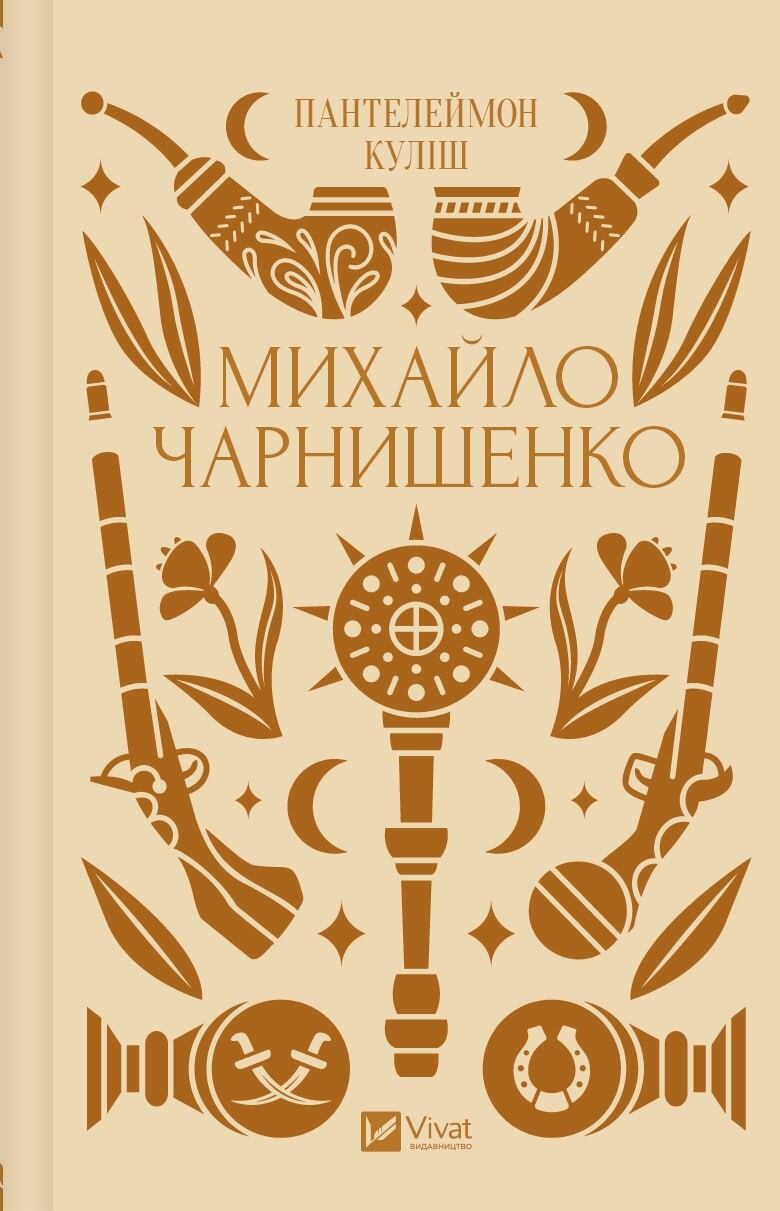 ПАНТЕЛЕЙМОН
КУЛІШ
МИХАЙЛО
ЧАРНИШЕНКО
Vivat
ВИДАВНИЦТВО